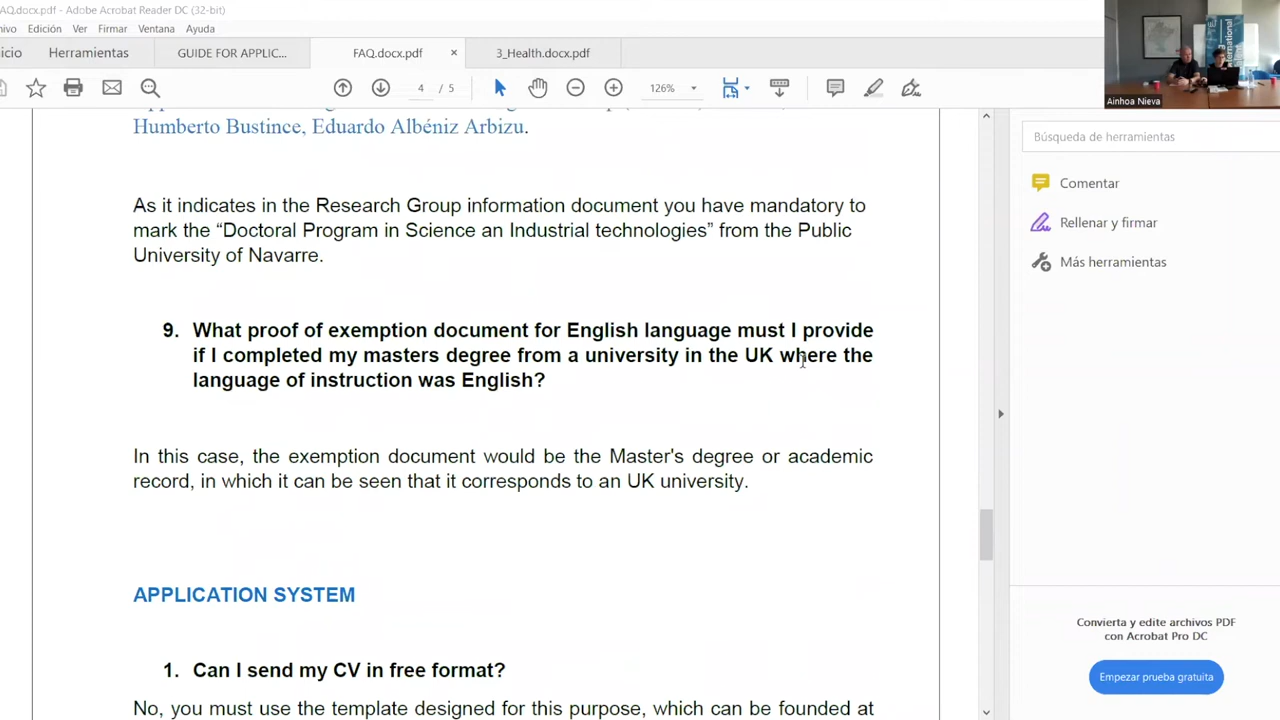 FAQ.docx.pdf - Adobe Acrobat Reader DC (32-bit)
Edición Ver Firmar Ventana Ayuda
Herramientas GUIDE FOR APPLIC... FAQ.docx.pdf × 3_Health.docx.pdf
4 / 5 126%
Ainhoa Nieva
Humberto Bustince, Eduardo Albéniz Arbizu.
Búsqueda de herramientas
Comentar
Rellenar y firmar
Más herramientas
As it indicates in the Research Group information document you have mandatory to
mark the “Doctoral Program in Science an Industrial technologies” from the Public
University of Navarre.
9. What proof of exemption document for English language must I provide
if I completed my masters degree from a university in the UK where the
language of instruction was English?
In this case, the exemption document would be the Master's degree or academic
record, in which it can be seen that it corresponds to an UK university.
APPLICATION SYSTEM
1. Can I send my CV in free format?
No, you must use the template designed for this purpose, which can be founded at
Convierta y edite archivos PDF
con Acrobat Pro DC
Empezar prueba gratuita